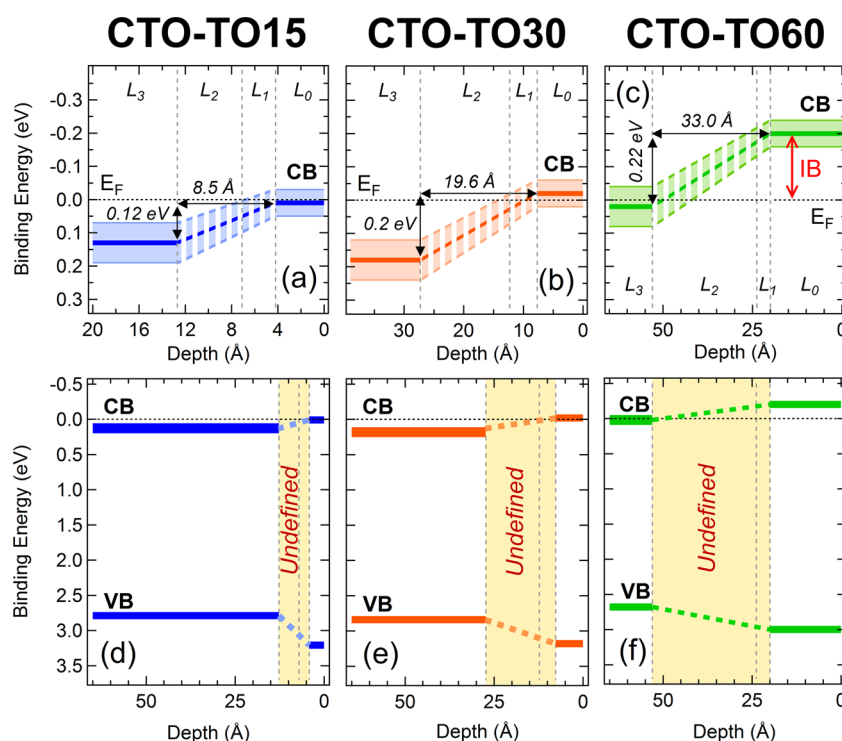 CTO-TO15 CTO-TO30 CTO-TO60
Binding Energy (eV)
-0.3
-0.2
-0.1
0.0
0.1
0.2
0.3
L3 L2 L1 L0
CB
EF
8.5 Å
0.12 eV
(a)
20 16 12 8 4 0
Depth (Å)
L3 L2 L1 L0
CB
EF
19.6 Å
0.2 eV
(b)
30 20 10 0
Depth (Å)
(c)
CB
33.0 Å
0.22 eV
IB
EF
L3 L2 L1 L0
50 25 0
Depth (Å)
Binding Energy (eV)
-0.5
0.0
0.5
1.0
1.5
2.0
2.5
3.0
3.5
CB
Undefined
VB
(d)
50 25 0
Depth (Å)
CB
Undefined
VB
(e)
50 25 0
Depth (Å)
CB
Undefined
VB
(f)
50 25 0
Depth (Å)